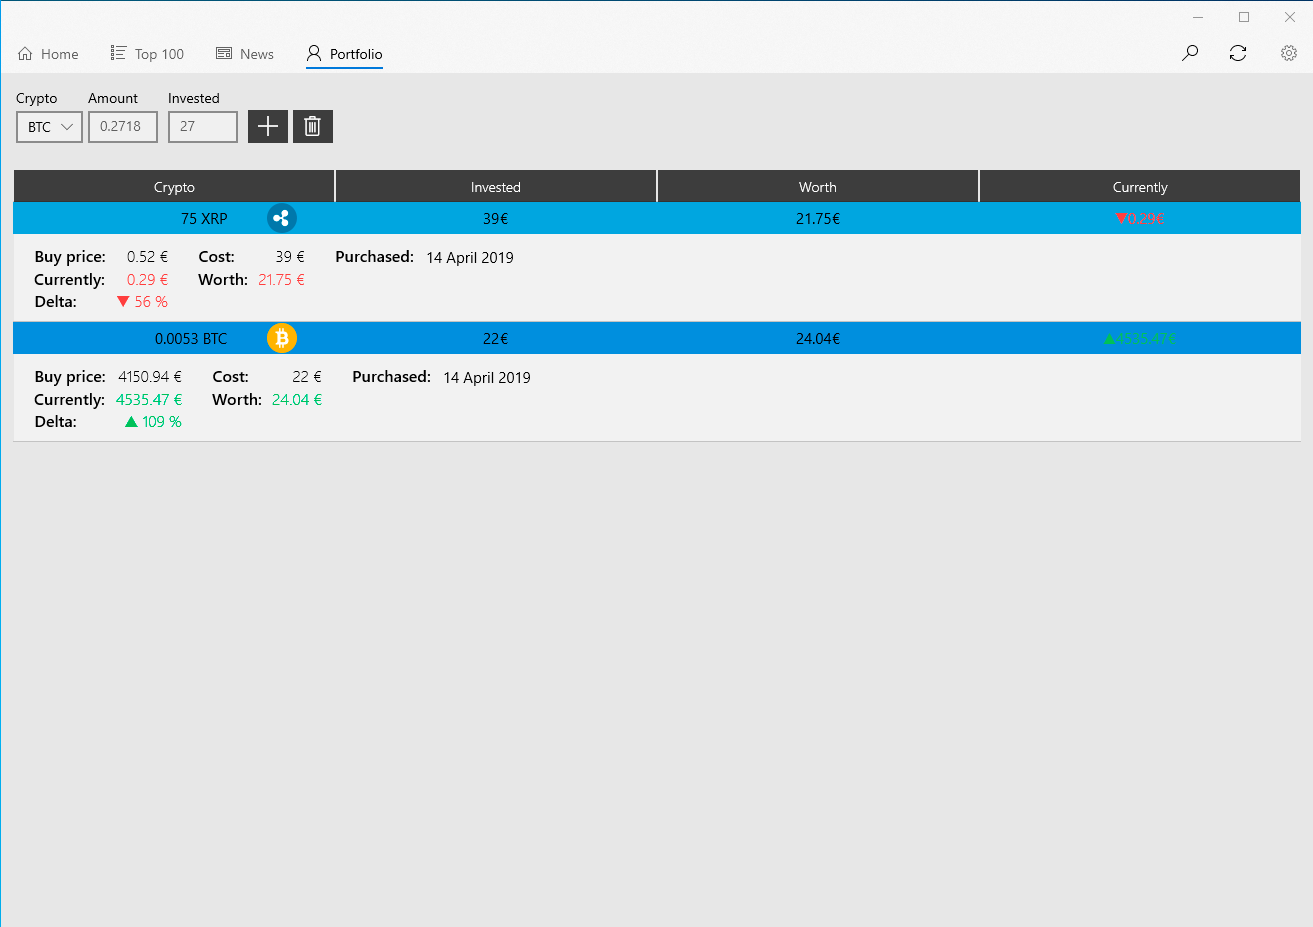 Home Top 100 News Portfolio
Crypto Amount Invested
BTC 0.2718 27
Crypto Invested Worth Currently
75 XRP 39€ 21.75€ ▼0.29€
Buy price: 0.52 € Cost: 39 € Purchased: 14 April 2019
Currently: 0.29 € Worth: 21.75 €
Delta: ▼ 56 %
0.0053 BTC 22€ 24.04€ ▲4535.47€
Buy price: 4150.94 € Cost: 22 € Purchased: 14 April 2019
Currently: 4535.47 € Worth: 24.04 €
Delta: ▲ 109 %